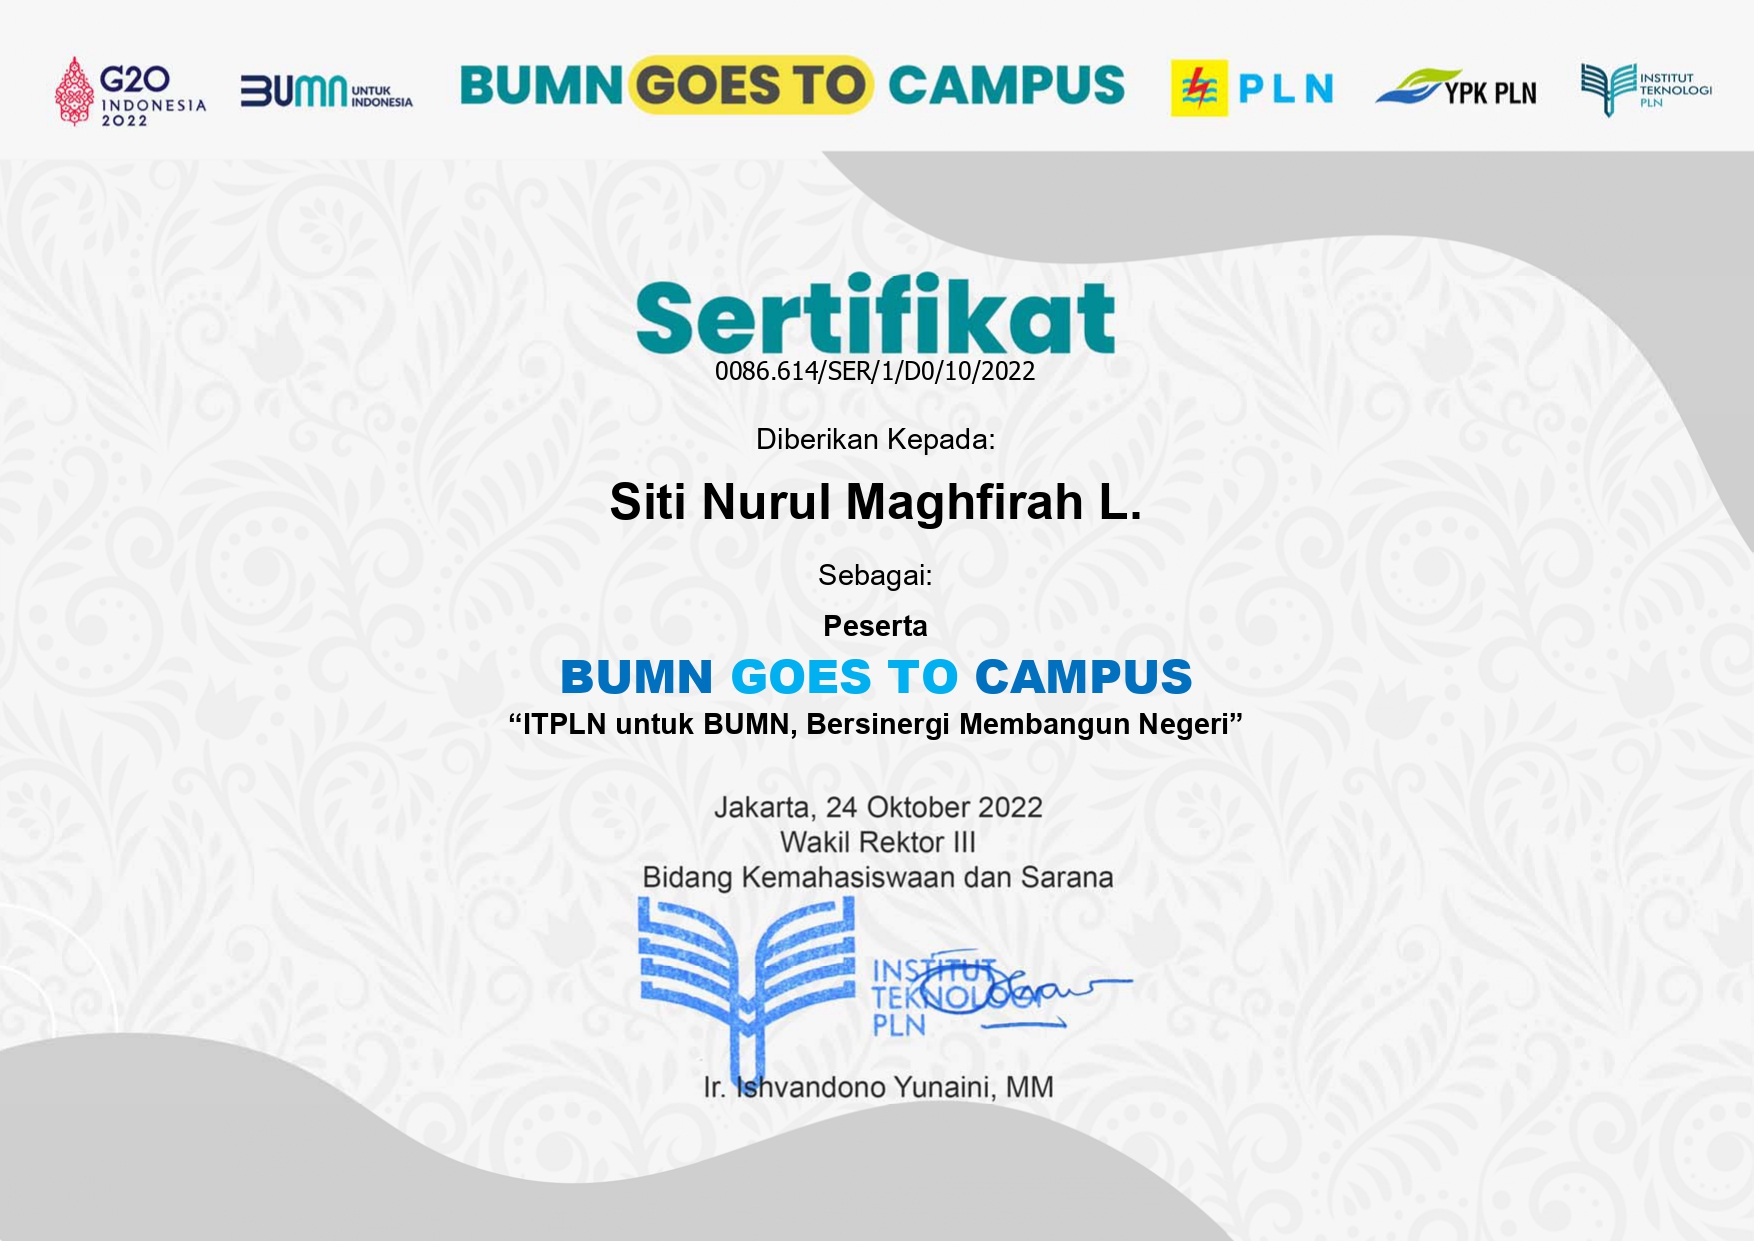 G20
INDONESIA
2022
BUMN UNTUK
INDONESIA
BUMN GOES TO CAMPUS
PLN
YPK PLN
INSTITUT
TEKNOLOGI
PLN
Sertifikat
0086.614/SER/1/D0/10/2022
Diberikan Kepada:
Siti Nurul Maghfirah L.
Sebagai:
Peserta
BUMN GOES TO CAMPUS
“ITPLN untuk BUMN, Bersinergi Membangun Negeri”
Jakarta, 24 Oktober 2022
Wakil Rektor III
Bidang Kemahasiswaan dan Sarana
INSTITUT
TEKNOLOGI
PLN
Ir. Ishvandono Yunaini, MM